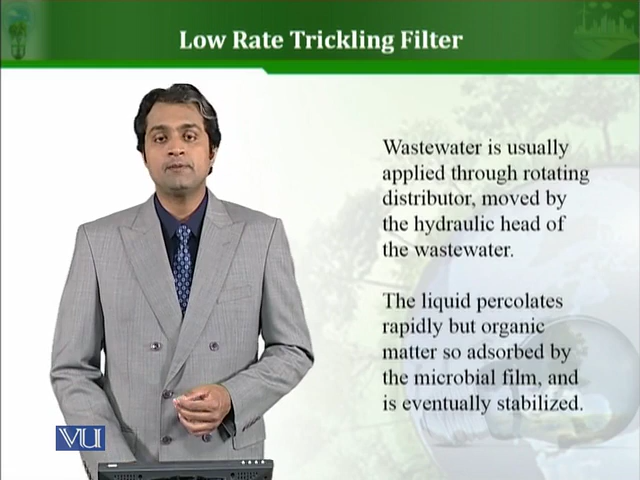 Low Rate Trickling Filter
Wastewater is usually
applied through rotating
distributor, moved by
the hydraulic head of
the wastewater.
The liquid percolates
rapidly but organic
matter so adsorbed by
the microbial film, and
is eventually stabilized.
VU